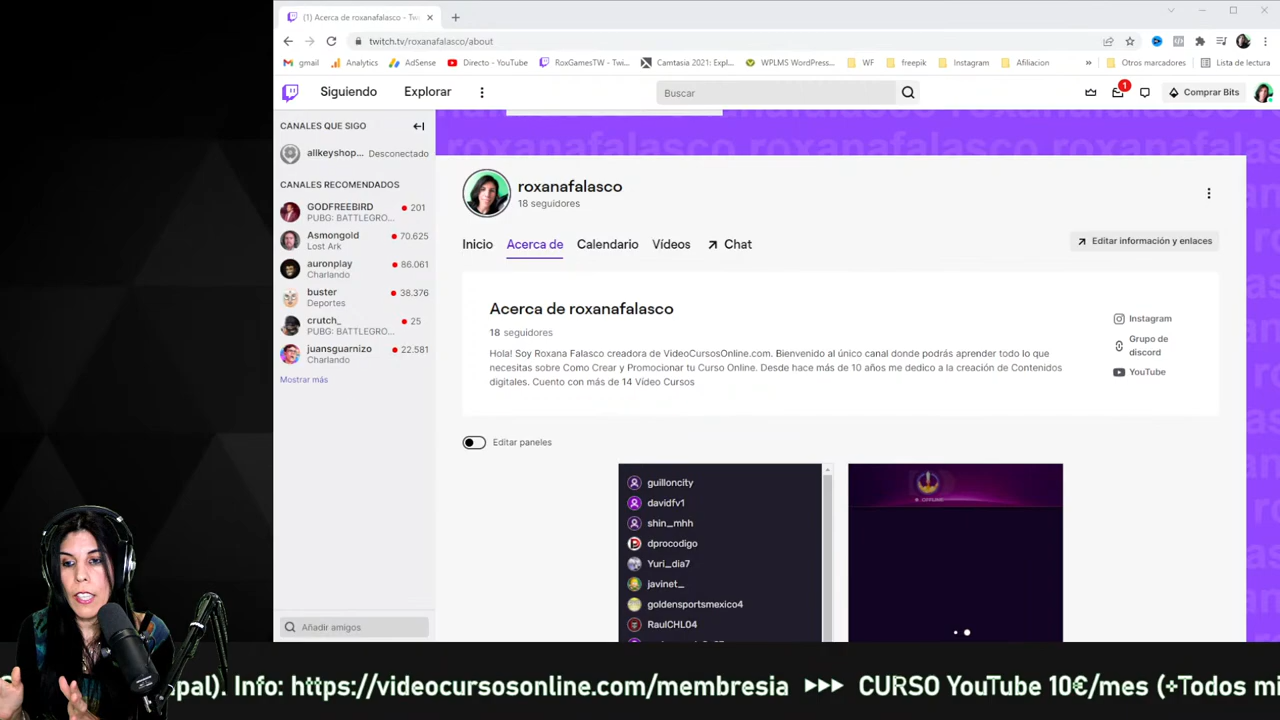 (1) Acerca de roxanafalasco - Twi
twitch.tv/roxanafalasco/about
gmail
Analytics
AdSense
Directo - YouTube
RoxGamesTW - Twi...
Camtasia 2021: Expl...
WPLMS WordPress...
WF
freepik
Instagram
Afiliacion
»
Otros marcadores
Lista de lectura
Siguiendo
Explorar
Buscar
1
Comprar Bits
CANALES QUE SIGO
allkeyshop... Desconectado
CANALES RECOMENDADOS
GODFREEBIRD 201
PUBG: BATTLEGRO...
Asmongold 70.625
Lost Ark
auronplay 86.061
Charlando
buster 38.376
Deportes
crutch_ 25
PUBG: BATTLEGRO...
juansguarnizo 22.581
Charlando
Mostrar más
Añadir amigos
roxanafalasco roxanafalasco roxanafalasco
roxanafalasco
18 seguidores
Inicio
Acerca de
Calendario
Vídeos
Chat
Editar información y enlaces
Acerca de roxanafalasco
18 seguidores
Hola! Soy Roxana Falasco creadora de VideoCursosOnline.com. Bienvenido al único canal donde podrás aprender todo lo que
necesitas sobre Como Crear y Promocionar tu Curso Online. Desde hace más de 10 años me dedico a la creación de Contenidos
digitales. Cuento con más de 14 Vídeo Cursos
Instagram
Grupo de
discord
YouTube
Editar paneles
guilloncity
davidfv1
shin_mhh
dprocodigo
Yuri_dia7
javinet_
goldensportsmexico4
RaulCHL04
OFFLINE
pal). Info: https://videocursosonline.com/membresia ►►► CURSO YouTube 10€/mes (+Todos mi